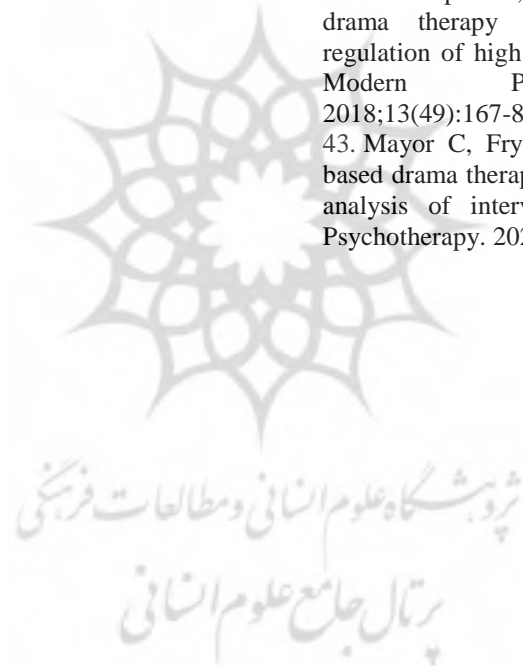 drama therapy
regulation of high
Modern P
2018;13(49):167-8
43. Mayor C, Fry
based drama therap
analysis of interv
Psychotherapy. 202
پژوهشگاه علوم انسانی و مطالعات فرهنگی
پرتال جامع علوم انسانی